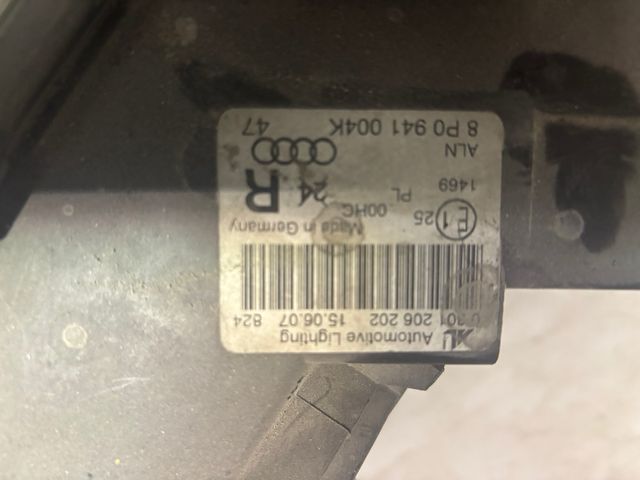 AL Automotive Lighting
0 301 206 202 15.06.07 824
Made in Germany
E1 25 00HC R
PL 24
1469
ALN
8 P0 941 004K 47